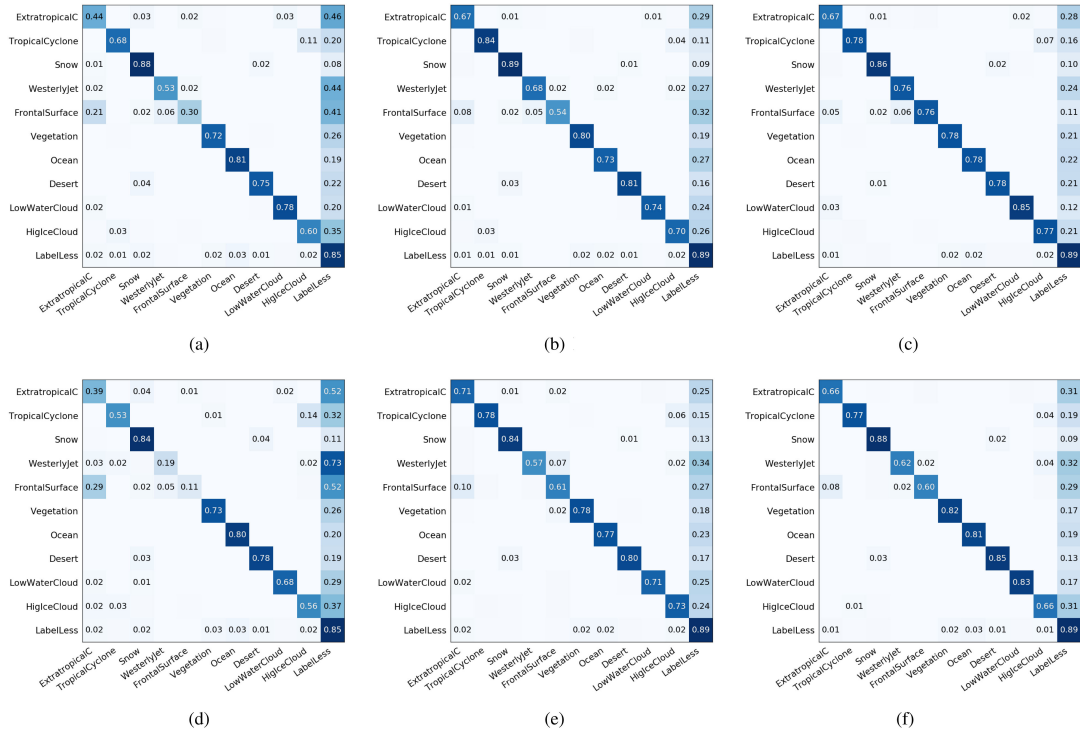 ExtratropicalC 0.44 0.03 0.02 0.03 0.46
TropicalCyclone 0.68 0.11 0.20
Snow 0.01 0.88 0.02 0.08
WesterlyJet 0.02 0.53 0.02 0.44
FrontalSurface 0.21 0.02 0.06 0.30 0.41
Vegetation 0.72 0.26
Ocean 0.81 0.19
Desert 0.04 0.75 0.22
LowWaterCloud 0.02 0.78 0.20
HigIceCloud 0.03 0.60 0.35
LabelLess 0.02 0.02 0.02 0.02 0.03 0.01 0.02 0.85
ExtratropicalC TropicalCyclone Snow WesterlyJet FrontalSurface Vegetation Ocean Desert LowWaterCloud HigIceCloud LabelLess
(a)
ExtratropicalC 0.67 0.01 0.01 0.29
TropicalCyclone 0.84 0.04 0.11
Snow 0.89 0.01 0.09
WesterlyJet 0.68 0.02 0.02 0.02 0.27
FrontalSurface 0.08 0.02 0.05 0.54 0.32
Vegetation 0.80 0.19
Ocean 0.73 0.27
Desert 0.03 0.81 0.16
LowWaterCloud 0.01 0.74 0.24
HigIceCloud 0.03 0.70 0.26
LabelLess 0.01 0.01 0.01 0.02 0.02 0.01 0.02 0.89
ExtratropicalC TropicalCyclone Snow WesterlyJet FrontalSurface Vegetation Ocean Desert LowWaterCloud HigIceCloud LabelLess
(b)
ExtratropicalC 0.67 0.01 0.02 0.28
TropicalCyclone 0.78 0.07 0.16
Snow 0.86 0.02 0.10
WesterlyJet 0.76 0.24
FrontalSurface 0.05 0.02 0.06 0.76 0.11
Vegetation 0.78 0.21
Ocean 0.78 0.22
Desert 0.01 0.78 0.21
LowWaterCloud 0.03 0.85 0.12
HigIceCloud 0.77 0.21
LabelLess 0.01 0.02 0.02 0.02 0.89
ExtratropicalC TropicalCyclone Snow WesterlyJet FrontalSurface Vegetation Ocean Desert LowWaterCloud HigIceCloud LabelLess
(c)
ExtratropicalC 0.39 0.04 0.01 0.02 0.52
TropicalCyclone 0.53 0.01 0.14 0.32
Snow 0.84 0.04 0.11
WesterlyJet 0.03 0.02 0.19 0.02 0.73
FrontalSurface 0.29 0.02 0.05 0.11 0.52
Vegetation 0.73 0.26
Ocean 0.80 0.20
Desert 0.03 0.78 0.19
LowWaterCloud 0.02 0.01 0.68 0.29
HigIceCloud 0.02 0.03 0.56 0.37
LabelLess 0.02 0.02 0.03 0.03 0.01 0.02 0.85
ExtratropicalC TropicalCyclone Snow WesterlyJet FrontalSurface Vegetation Ocean Desert LowWaterCloud HigIceCloud LabelLess
(d)
ExtratropicalC 0.71 0.01 0.02 0.25
TropicalCyclone 0.78 0.06 0.15
Snow 0.84 0.01 0.13
WesterlyJet 0.57 0.07 0.02 0.34
FrontalSurface 0.10 0.61 0.27
Vegetation 0.02 0.78 0.18
Ocean 0.77 0.23
Desert 0.03 0.80 0.17
LowWaterCloud 0.02 0.71 0.25
HigIceCloud 0.73 0.24
LabelLess 0.02 0.02 0.02 0.02 0.89
ExtratropicalC TropicalCyclone Snow WesterlyJet FrontalSurface Vegetation Ocean Desert LowWaterCloud HigIceCloud LabelLess
(e)
ExtratropicalC 0.66 0.31
TropicalCyclone 0.77 0.04 0.19
Snow 0.88 0.02 0.09
WesterlyJet 0.62 0.02 0.04 0.32
FrontalSurface 0.08 0.02 0.60 0.29
Vegetation 0.82 0.17
Ocean 0.81 0.19
Desert 0.03 0.85 0.13
LowWaterCloud 0.83 0.17
HigIceCloud 0.01 0.66 0.31
LabelLess 0.01 0.02 0.03 0.01 0.01 0.89
ExtratropicalC TropicalCyclone Snow WesterlyJet FrontalSurface Vegetation Ocean Desert LowWaterCloud HigIceCloud LabelLess
(f)